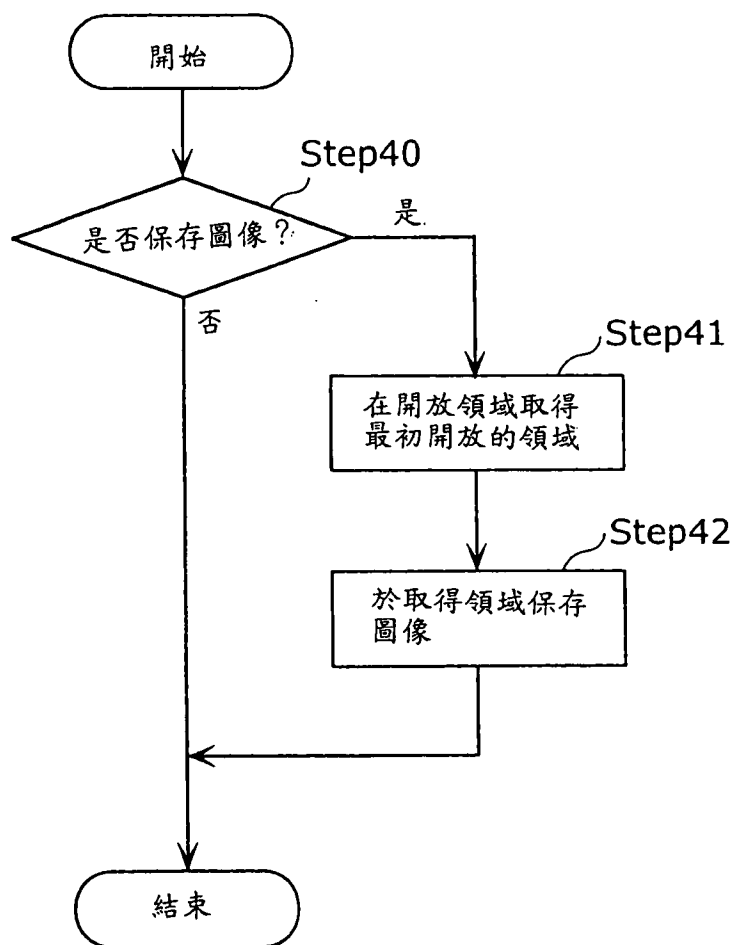 開始
Step40
是否保存圖像？
是
否
Step41
在開放領域取得
最初開放的領域
Step42
於取得領域保存
圖像
結束